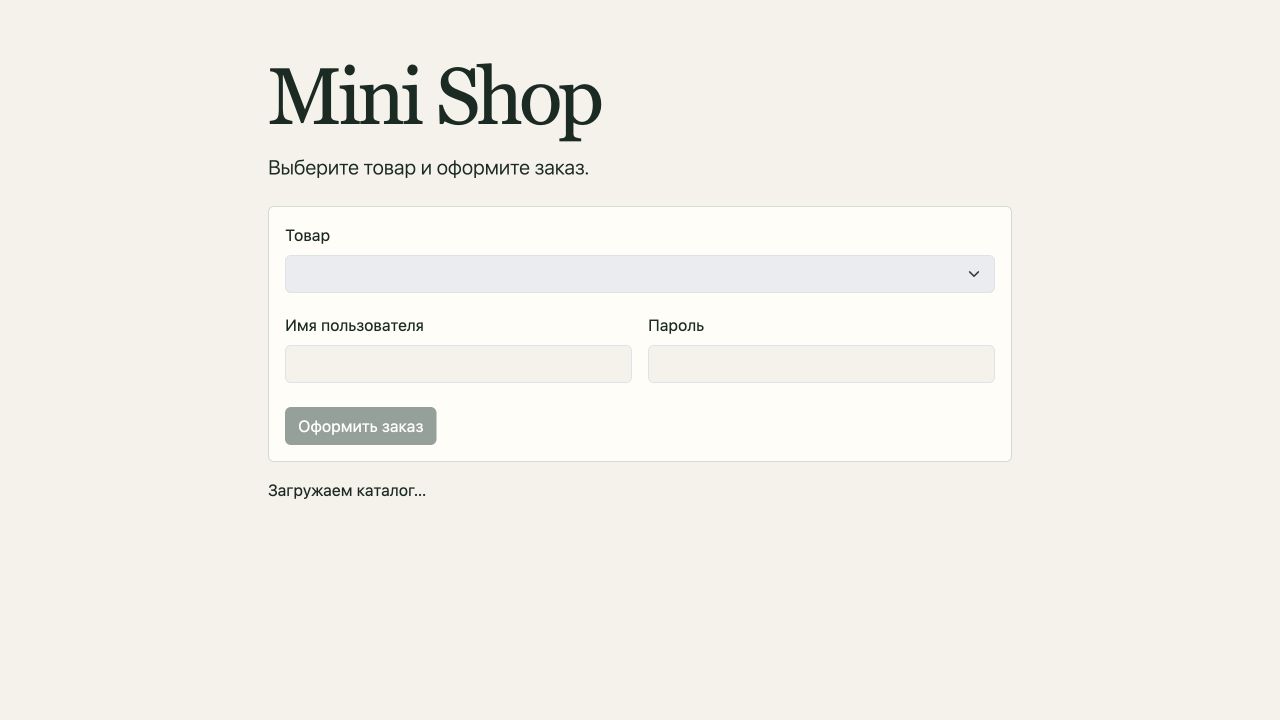 Mini Shop
Выберите товар и оформите заказ.
Товар
Имя пользователя
Пароль
Оформить заказ
Загружаем каталог...